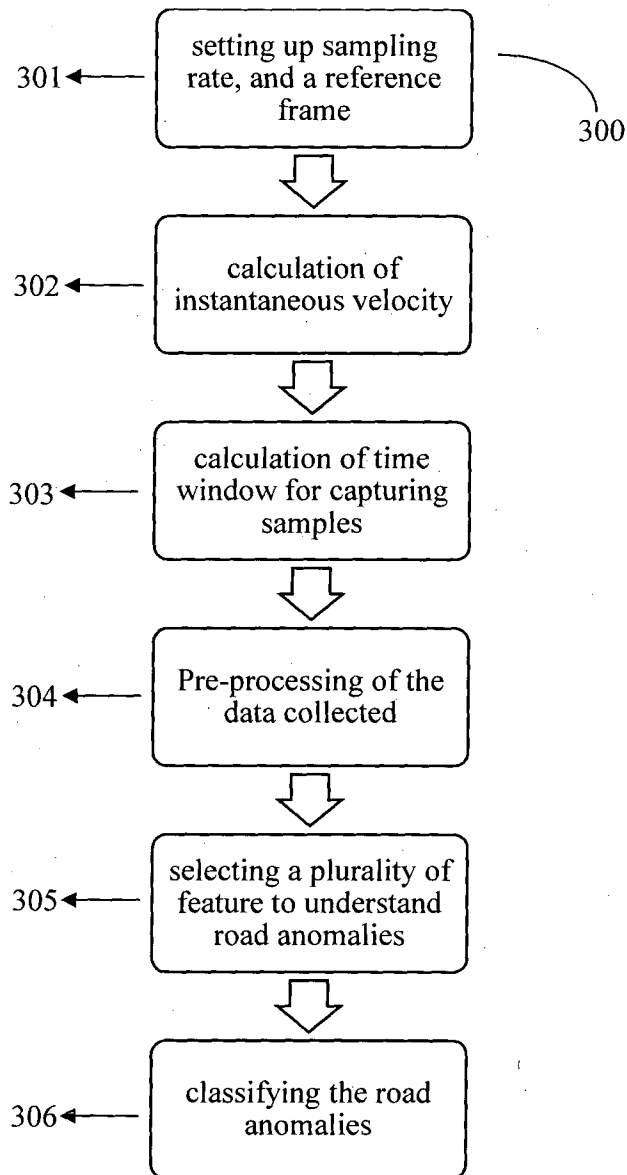 setting up sampling
rate, and a reference
frame
301
300
calculation of
instantaneous velocity
302
calculation of time
window for capturing
samples
303
Pre-processing of the
data collected
304
selecting a plurality of
feature to understand
road anomalies
305
classifying the road
anomalies
306